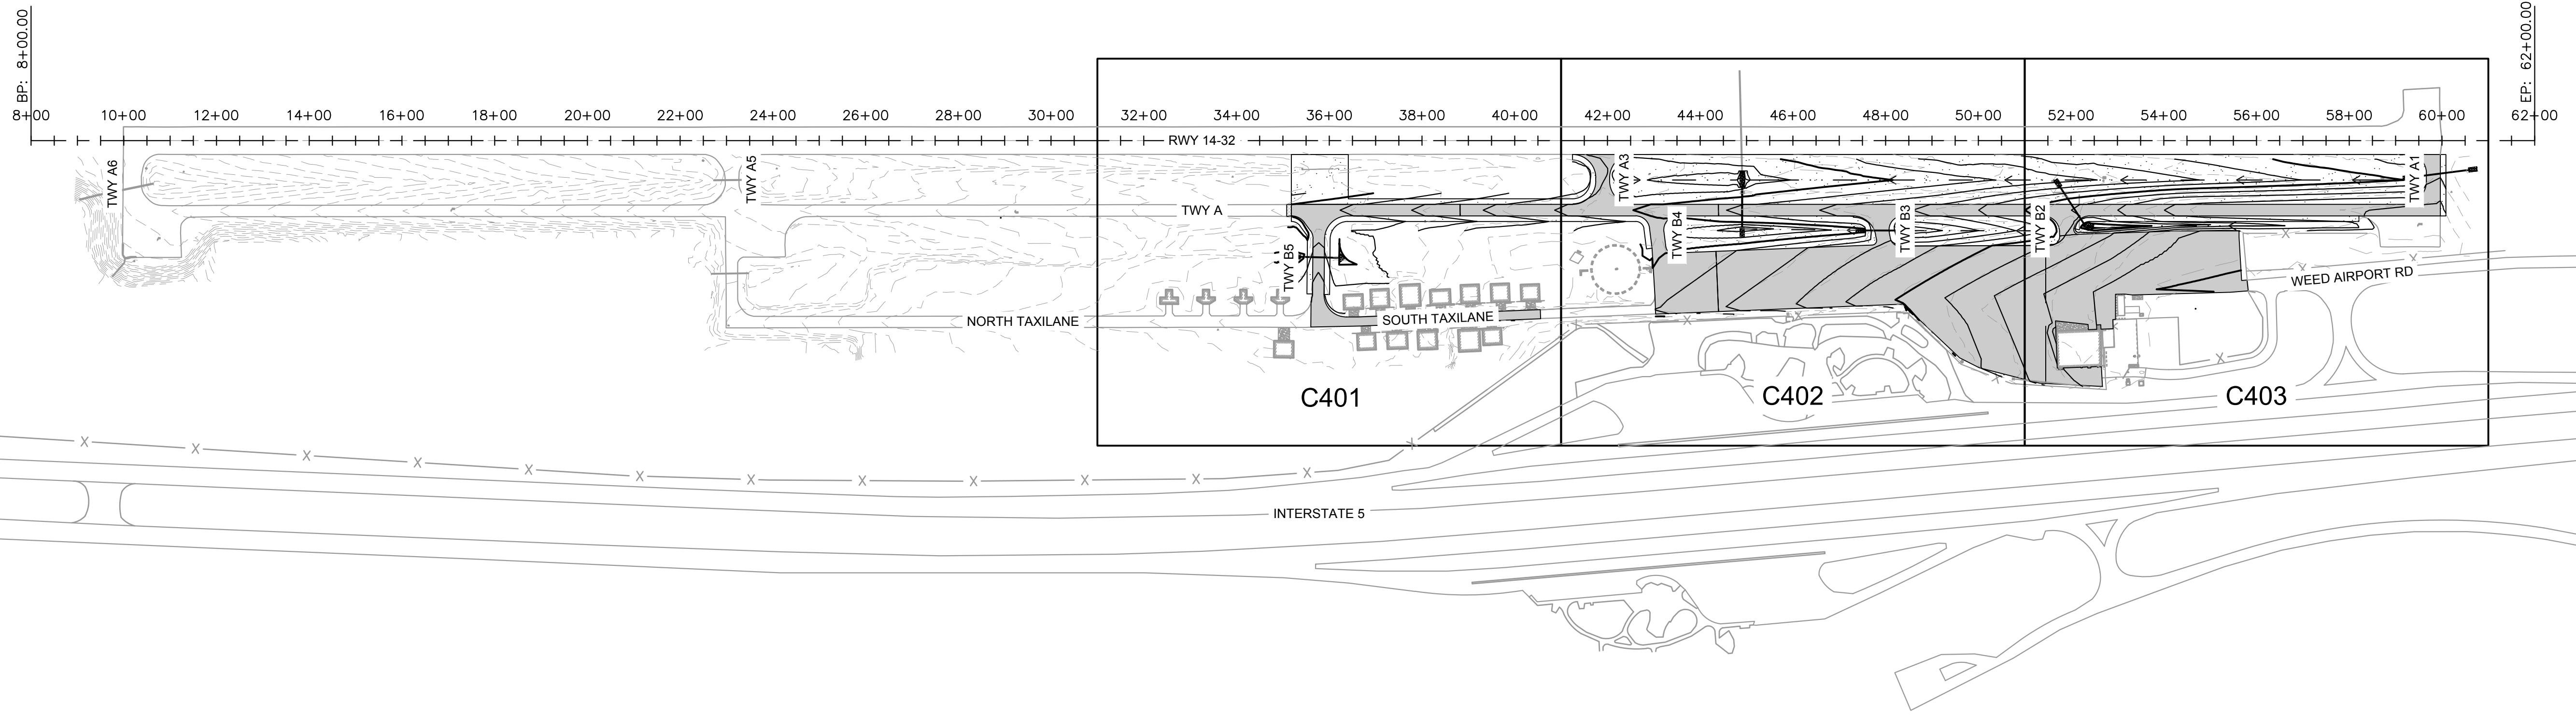 BP: 8+00.00
EP: 62+00.00
8+00 10+00 12+00 14+00 16+00 18+00 20+00 22+00 24+00 26+00 28+00 30+00 32+00 34+00 36+00 38+00 40+00 42+00 44+00 46+00 48+00 50+00 52+00 54+00 56+00 58+00 60+00 62+00
RWY 14-32
TWY A6
TWY A5
TWY A3
TWY A1
TWY A
TWY B5
TWY B4
TWY B3
TWY B2
WEED AIRPORT RD
NORTH TAXILANE
SOUTH TAXILANE
C401
C402
C403
X X X X X X X X X X X X X
INTERSTATE 5